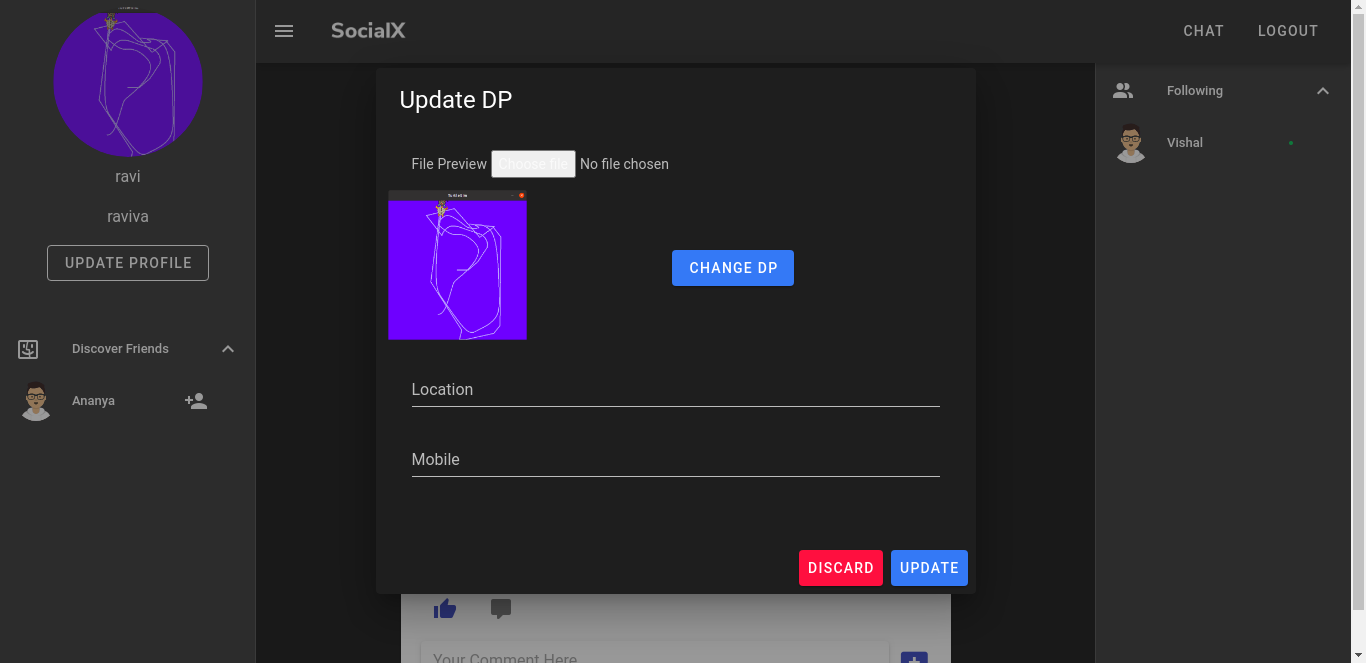 SocialX
CHAT
LOGOUT
ravi
raviva
UPDATE PROFILE
Discover Friends
Ananya
Update DP
File Preview Choose file No file chosen
CHANGE DP
Location
Mobile
DISCARD
UPDATE
Your Comment Here
Following
Vishal